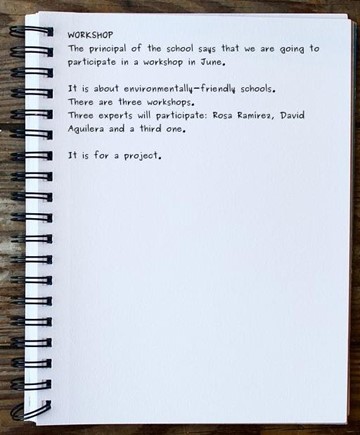 WORKSHOP
The principal of the school says that we are going to
participate in a workshop in June.
It is about environmentally-friendly schools.
There are three workshops.
Three experts will participate: Rosa Ramirez, David
Aguilera and a third one.
It is for a project.